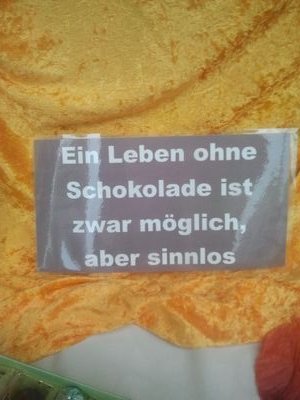 Ein Leben ohne
Schokolade ist
zwar möglich,
aber sinnlos